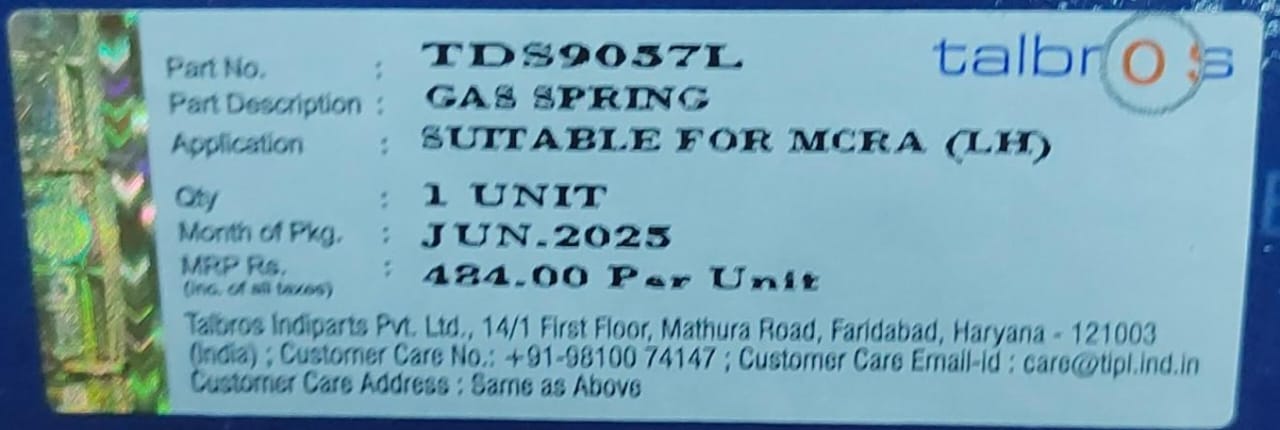 talbros
Part No. : TDS9057L
Part Description : GAS SPRING
Application : SUITABLE FOR MCRA (LH)
Qty : 1 UNIT
Month of Pkg. : JUN.2025
MRP Rs. : 484.00 Per Unit
(inc. of all taxes)
Talbros Indiparts Pvt. Ltd., 14/1 First Floor, Mathura Road, Faridabad, Haryana - 121003
(India) ; Customer Care No.: +91-98100 74147 ; Customer Care Email-id : care@tipl.ind.in
Customer Care Address : Same as Above